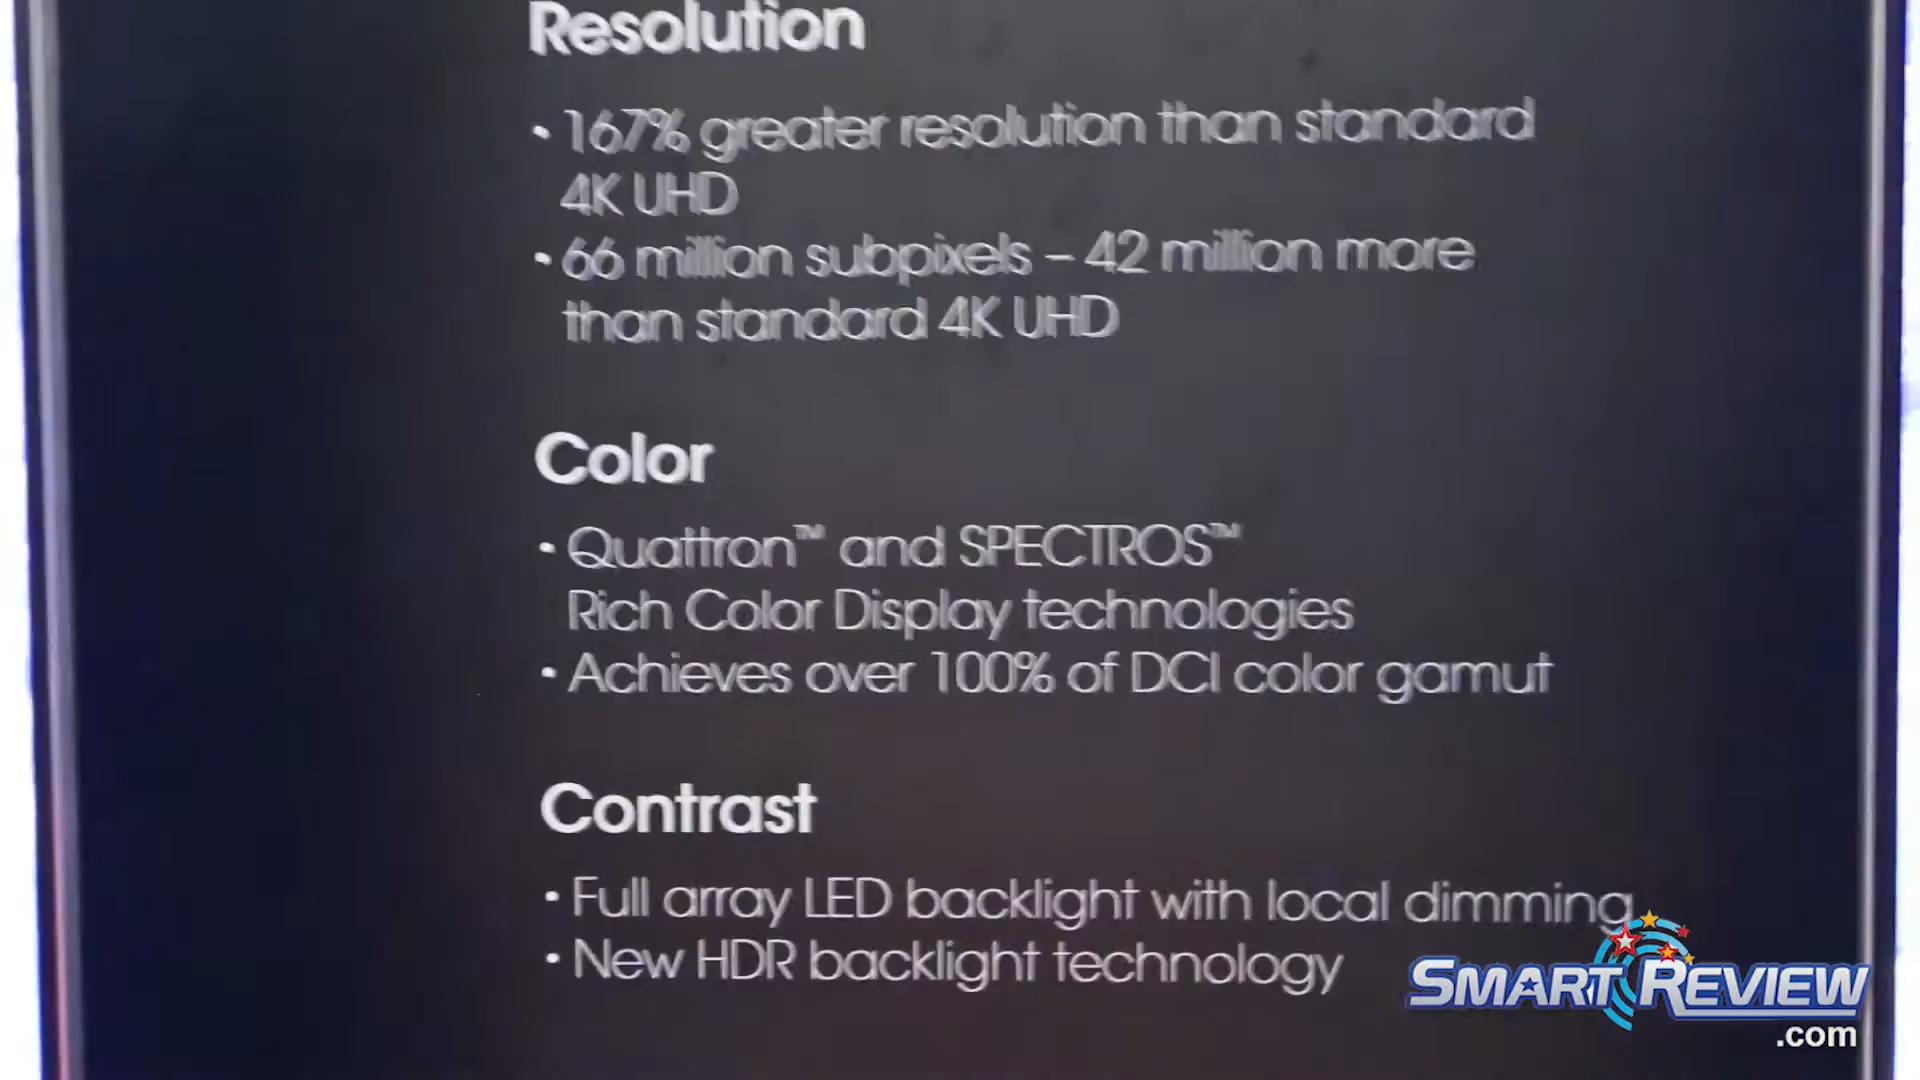 Resolution
• 167% greater resolution than standard
4K UHD
• 66 million subpixels – 42 million more
than standard 4K UHD
Color
• Quattron™ and SPECTROS™
Rich Color Display technologies
• Achieves over 100% of DCI color gamut
Contrast
• Full array LED backlight with local dimming
• New HDR backlight technology
SMART REVIEW
.com